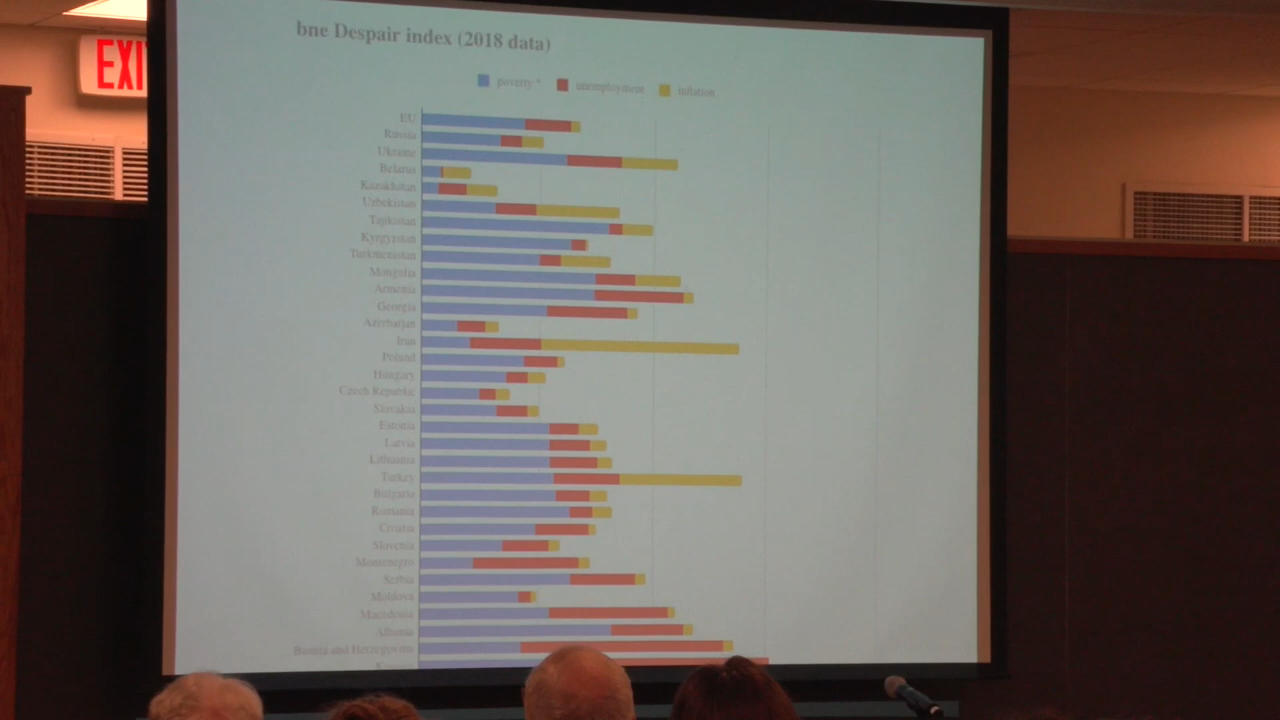 EXI
bne Despair index (2018 data)
poverty * unemployment inflation
EU
Russia
Ukraine
Belarus
Kazakhstan
Uzbekistan
Tajikistan
Kyrgyzstan
Turkmenistan
Mongolia
Armenia
Georgia
Azerbaijan
Iran
Poland
Hungary
Czech Republic
Slovakia
Estonia
Latvia
Lithuania
Turkey
Bulgaria
Romania
Croatia
Slovenia
Montenegro
Serbia
Moldova
Macedonia
Albania
Bosnia and Herzegovina